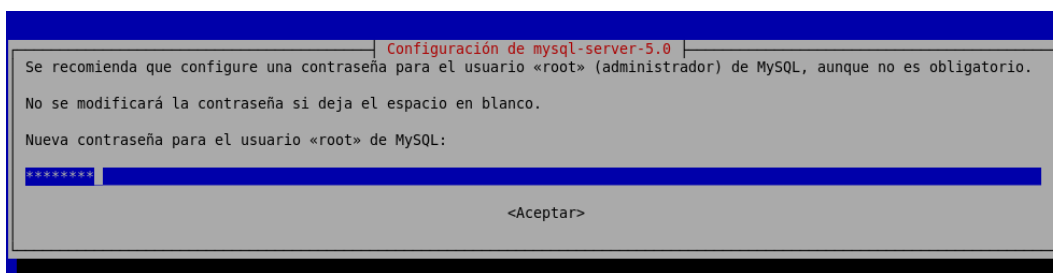 Configuración de mysql-server-5.0
Se recomienda que configure una contraseña para el usuario «root» (administrador) de MySQL, aunque no es obligatorio.
No se modificará la contraseña si deja el espacio en blanco.
Nueva contraseña para el usuario «root» de MySQL:
********
<Aceptar>